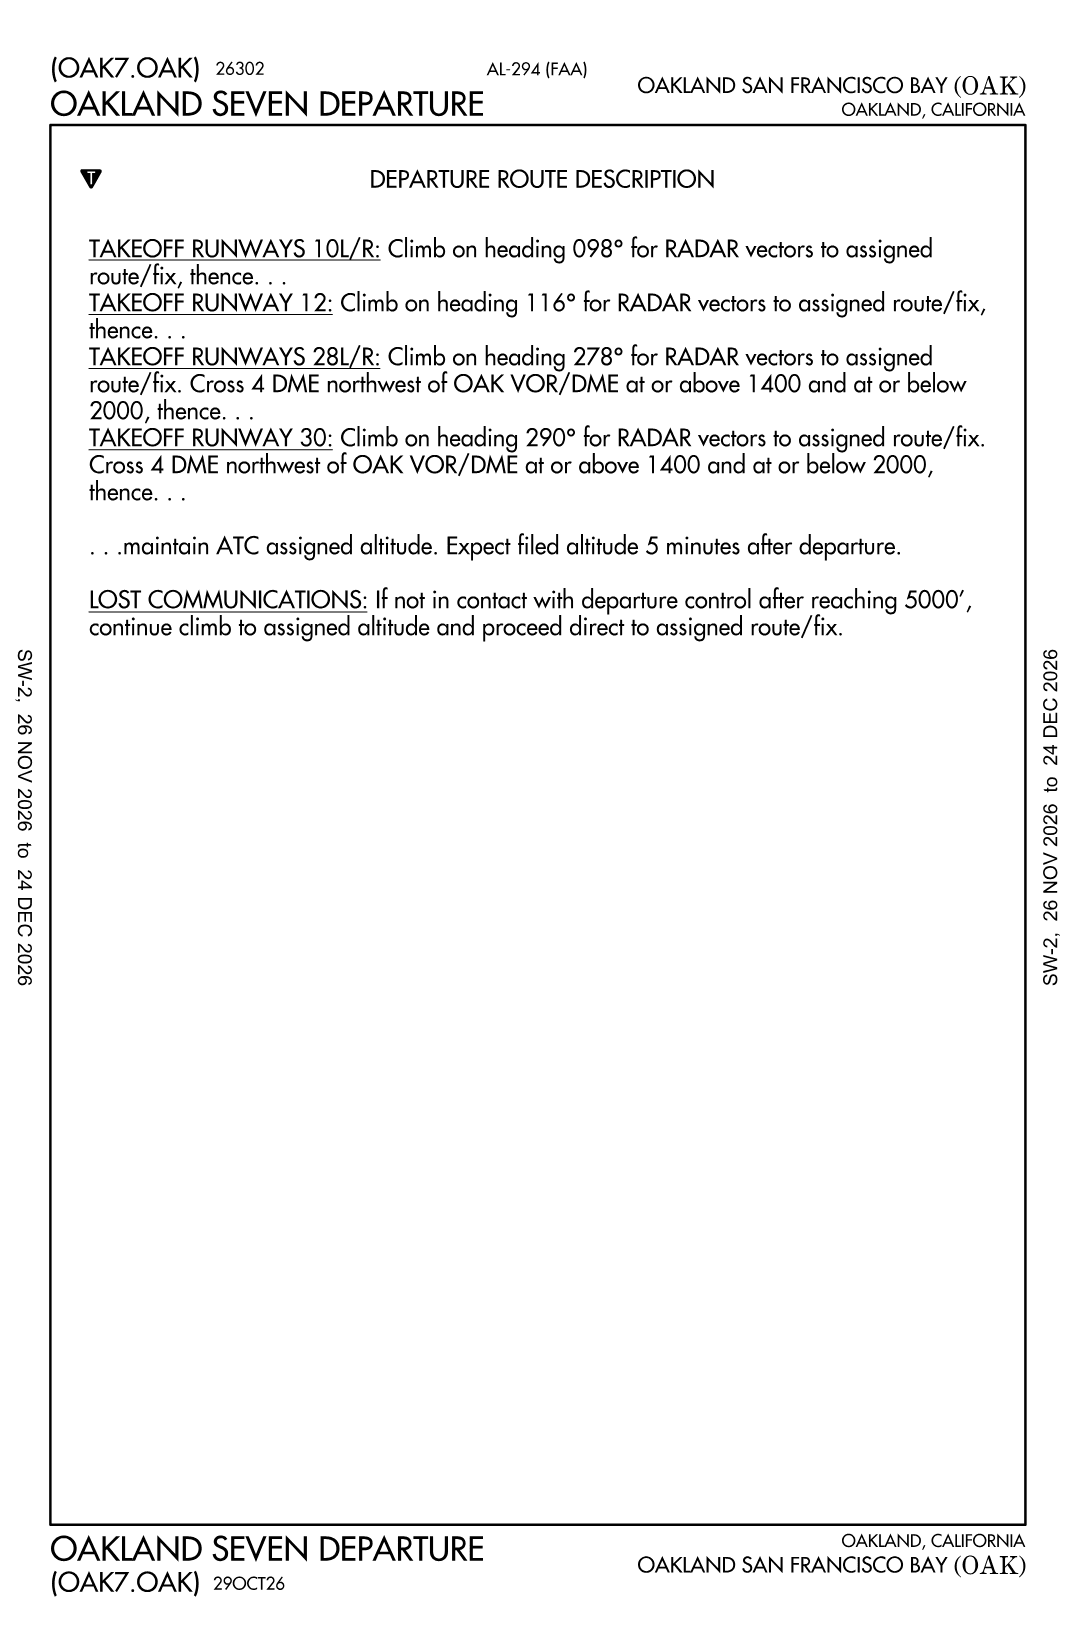 (OAK7.OAK) 26302 AL-294 (FAA) OAKLAND SAN FRANCISCO BAY (OAK)
OAKLAND SEVEN DEPARTURE OAKLAND, CALIFORNIA
T DEPARTURE ROUTE DESCRIPTION
TAKEOFF RUNWAYS 10L/R: Climb on heading 098° for RADAR vectors to assigned
route/fix, thence. . .
TAKEOFF RUNWAY 12: Climb on heading 116° for RADAR vectors to assigned route/fix,
thence. . .
TAKEOFF RUNWAYS 28L/R: Climb on heading 278° for RADAR vectors to assigned
route/fix. Cross 4 DME northwest of OAK VOR/DME at or above 1400 and at or below
2000, thence. . .
TAKEOFF RUNWAY 30: Climb on heading 290° for RADAR vectors to assigned route/fix.
Cross 4 DME northwest of OAK VOR/DME at or above 1400 and at or below 2000,
thence. . .
. . .maintain ATC assigned altitude. Expect filed altitude 5 minutes after departure.
LOST COMMUNICATIONS: If not in contact with departure control after reaching 5000',
continue climb to assigned altitude and proceed direct to assigned route/fix.
SW-2, 26 NOV 2026 to 24 DEC 2026
SW-2, 26 NOV 2026 to 24 DEC 2026
OAKLAND SEVEN DEPARTURE OAKLAND, CALIFORNIA
(OAK7.OAK) 29OCT26 OAKLAND SAN FRANCISCO BAY (OAK)